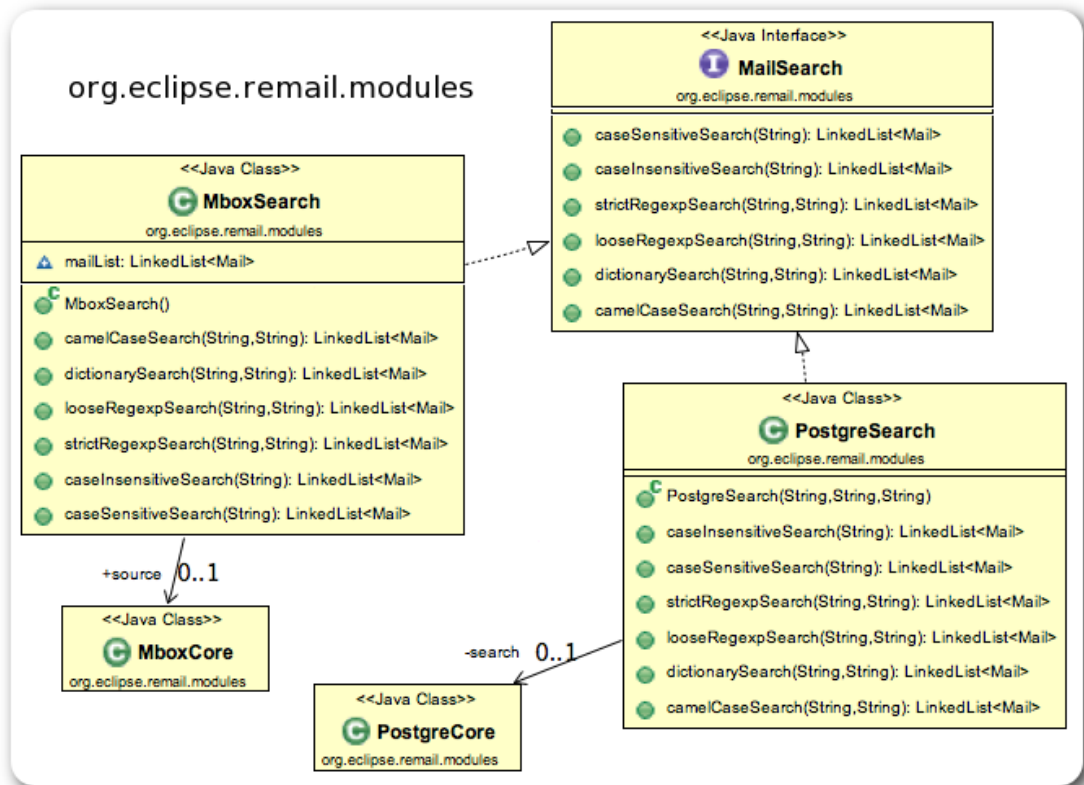 org.eclipse.remail.modules
<<Java Interface>>
I MailSearch
org.eclipse.remail.modules
caseSensitiveSearch(String): LinkedList<Mail>
caseInsensitiveSearch(String): LinkedList<Mail>
strictRegexpSearch(String,String): LinkedList<Mail>
looseRegexpSearch(String,String): LinkedList<Mail>
dictionarySearch(String,String): LinkedList<Mail>
camelCaseSearch(String,String): LinkedList<Mail>
<<Java Class>>
C MboxSearch
org.eclipse.remail.modules
mailList: LinkedList<Mail>
C MboxSearch()
camelCaseSearch(String,String): LinkedList<Mail>
dictionarySearch(String,String): LinkedList<Mail>
looseRegexpSearch(String,String): LinkedList<Mail>
strictRegexpSearch(String,String): LinkedList<Mail>
caseInsensitiveSearch(String): LinkedList<Mail>
caseSensitiveSearch(String): LinkedList<Mail>
+source 0..1
<<Java Class>>
C MboxCore
org.eclipse.remail.modules
<<Java Class>>
C PostgreSearch
org.eclipse.remail.modules
C PostgreSearch(String,String,String)
caseInsensitiveSearch(String): LinkedList<Mail>
caseSensitiveSearch(String): LinkedList<Mail>
strictRegexpSearch(String,String): LinkedList<Mail>
looseRegexpSearch(String,String): LinkedList<Mail>
dictionarySearch(String,String): LinkedList<Mail>
camelCaseSearch(String,String): LinkedList<Mail>
-search 0..1
<<Java Class>>
C PostgreCore
org.eclipse.remail.modules